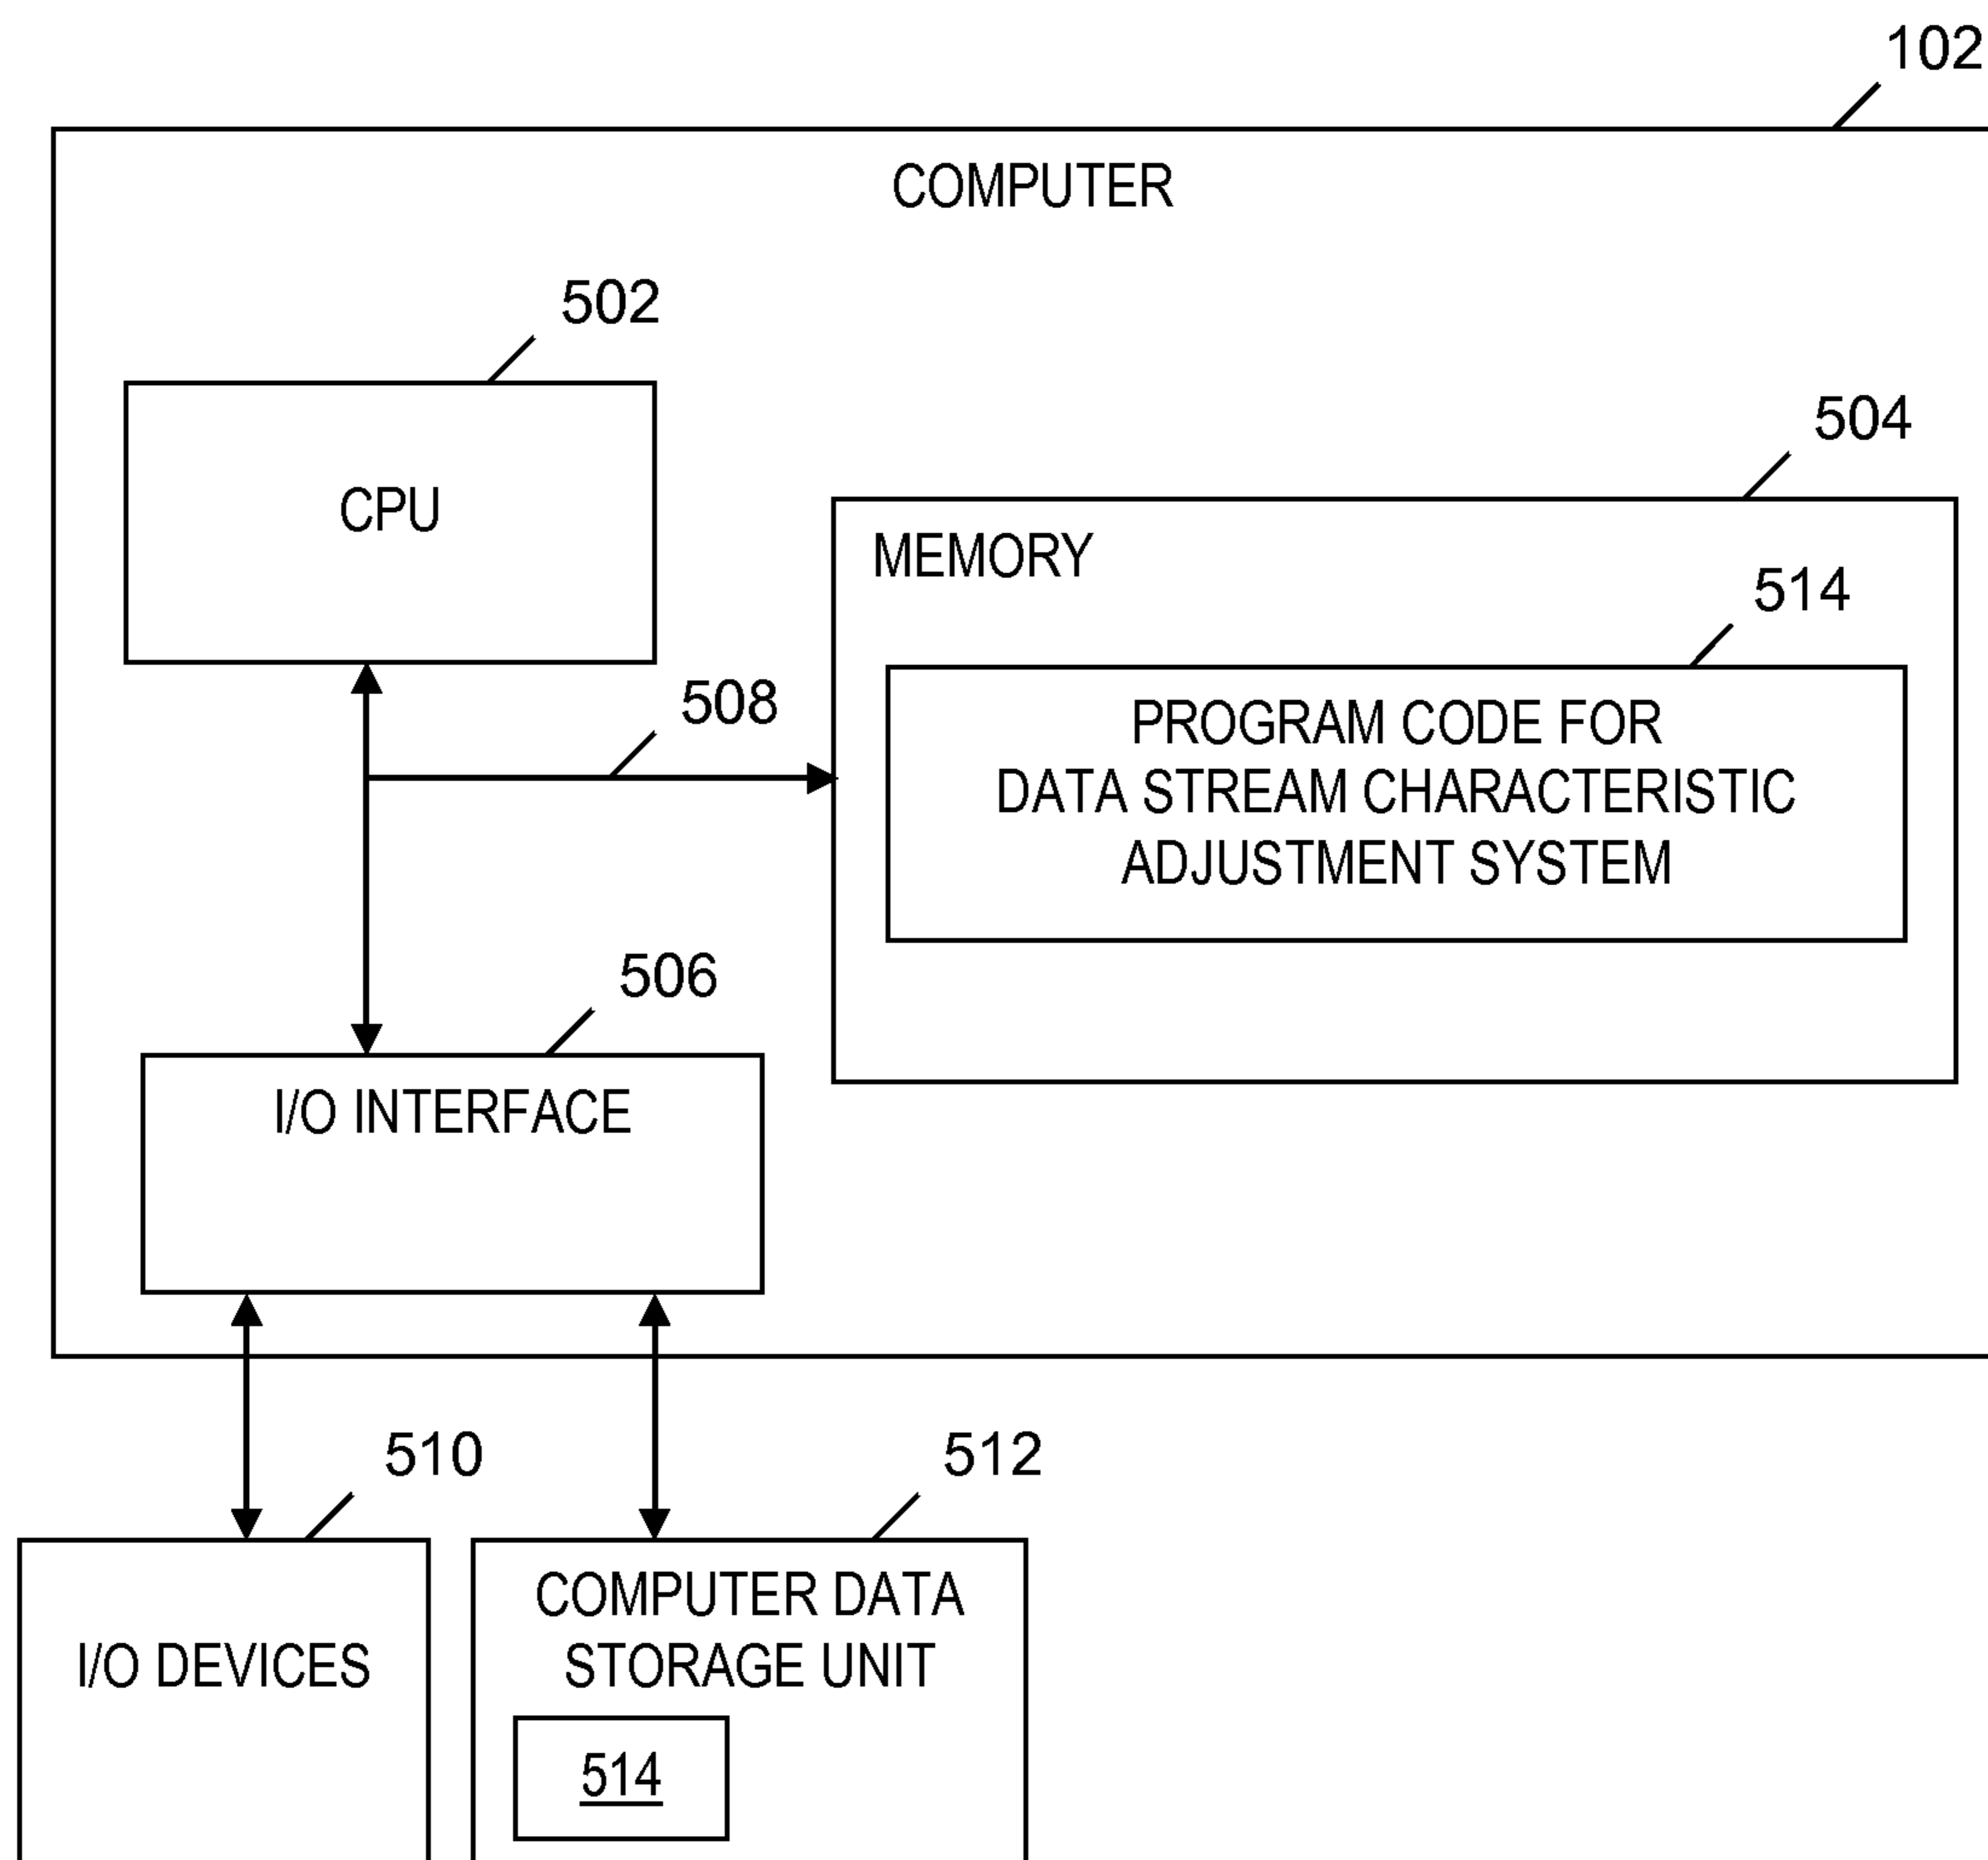 102
COMPUTER
502
CPU
504
MEMORY
514
PROGRAM CODE FOR
DATA STREAM CHARACTERISTIC
ADJUSTMENT SYSTEM
508
506
I/O INTERFACE
510
I/O DEVICES
512
COMPUTER DATA
STORAGE UNIT
514